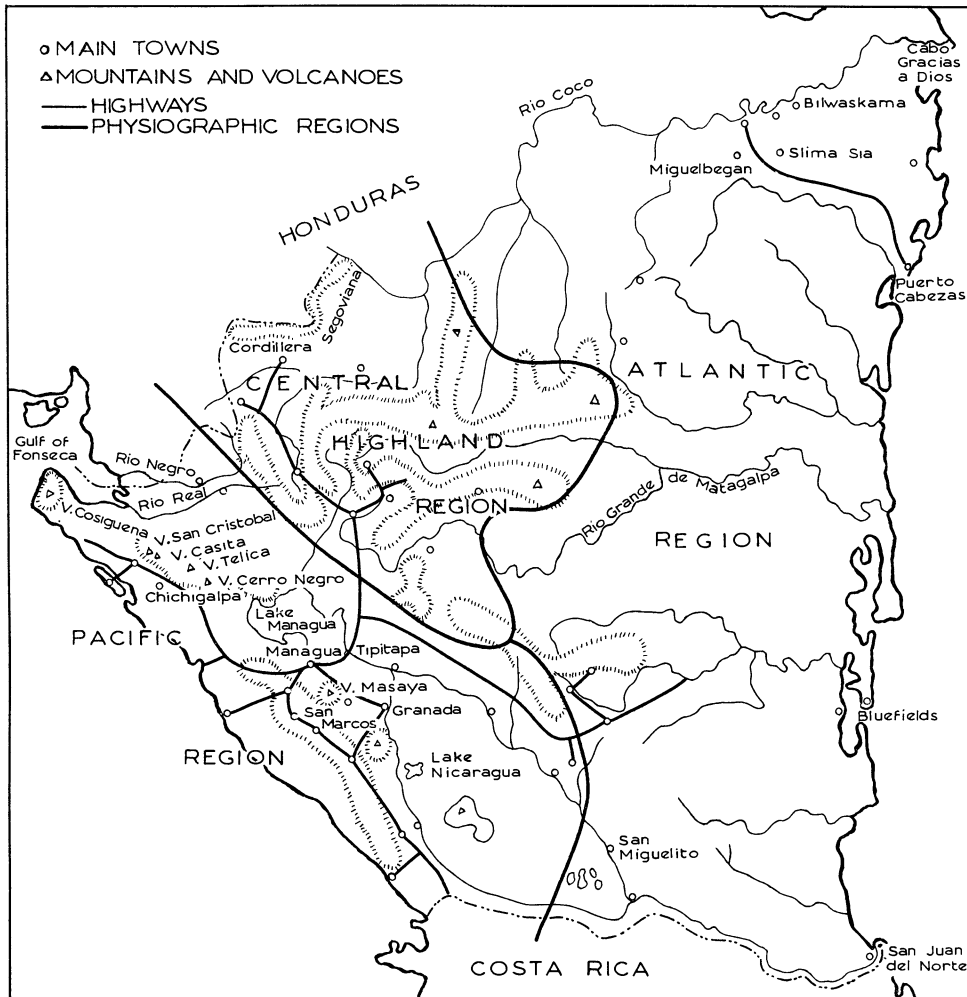 MAIN TOWNS
MOUNTAINS AND VOLCANOES
HIGHWAYS
PHYSIOGRAPHIC REGIONS
Cabo
Gracias
a Dios
Rio Coco
Bilwaskama
Slima Sia
Miguelbegan
HONDURAS
Puerto
Cabezas
Segoviana
Cordillera
CENTRAL
ATLANTIC
HIGHLAND
Gulf of
Fonseca
Rio Negro
Rio Real
REGION
Rio Grande de Matagalpa
V. Cosiguena
V. San Cristobal
V. Casita
V. Telica
REGION
V. Cerro Negro
Chichigalpa
Lake
Managua
PACIFIC
Managua
Tipitapa
V. Masaya
San
Marcos
Granada
Bluefields
REGION
Lake
Nicaragua
San
Miguelito
COSTA RICA
San Juan
del Norte